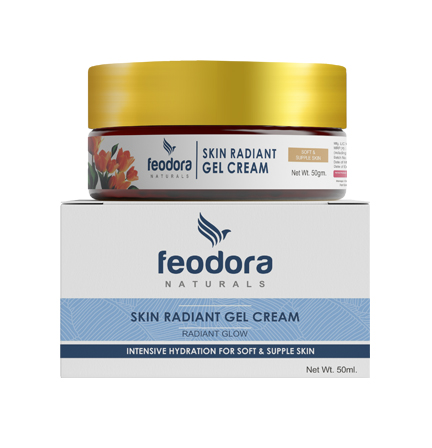 feodora
NATURALS
SKIN RADIANT
GEL CREAM
SOFT &
SUPPLE SKIN
Net Wt. 50gm.
feodora
NATURALS
SKIN RADIANT GEL CREAM
RADIANT GLOW
INTENSIVE HYDRATION FOR SOFT & SUPPLE SKIN
Net Wt. 50ml.